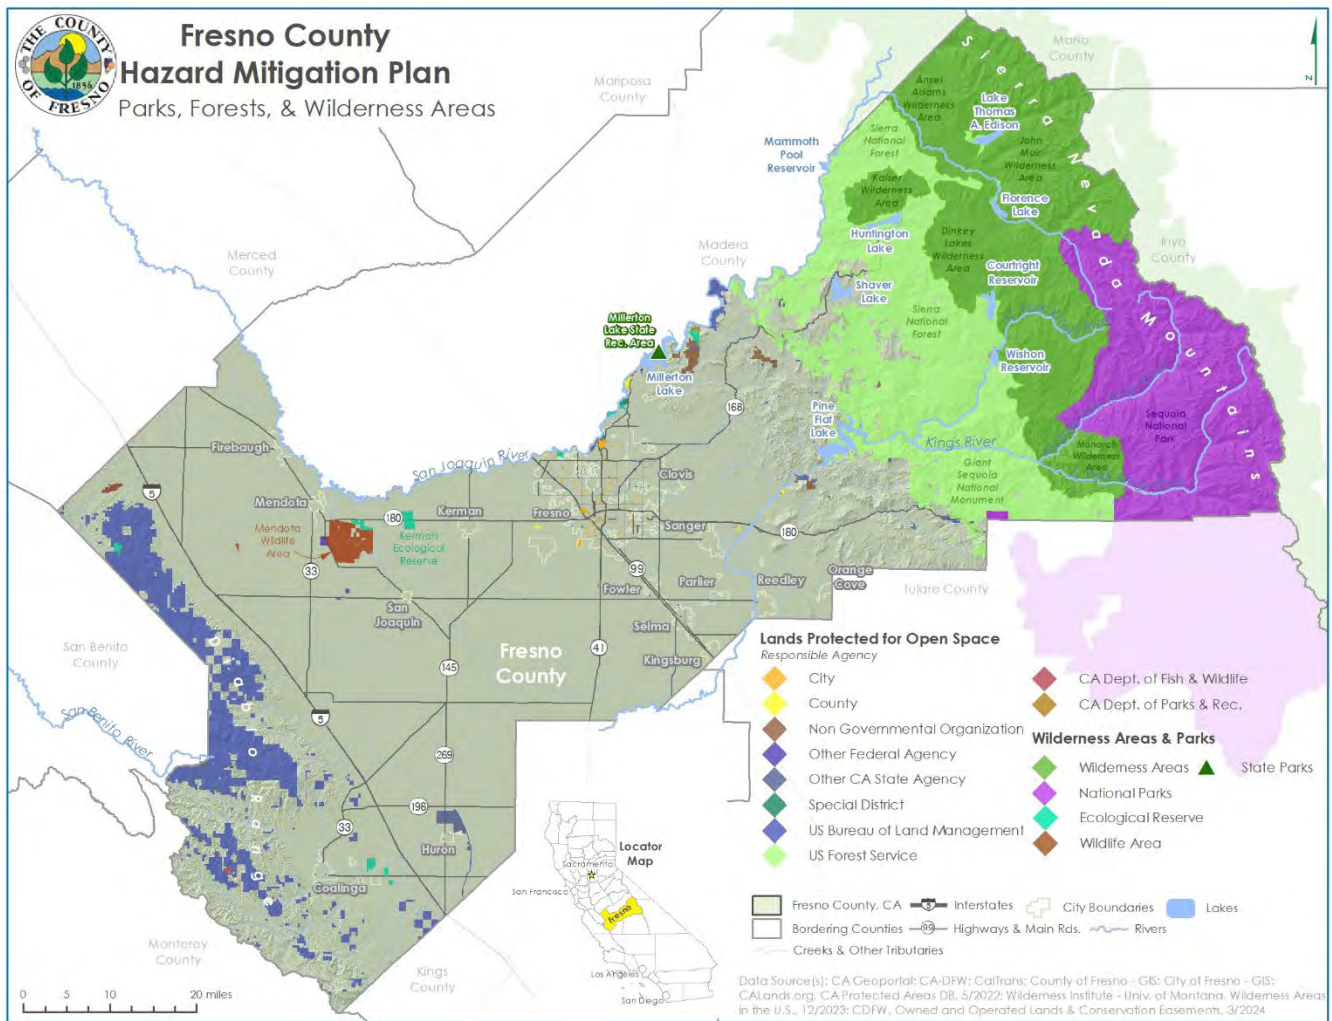 THE COUNTY OF FRESNO
1856
Fresno County
Hazard Mitigation Plan
Parks, Forests, & Wilderness Areas
Mariposa
County
Mono
County
N
Merced
County
Madera
County
Inyo
County
San Benito
County
Monterey
County
Kings
County
Tulare County
Sierra Nevada Mountains
Ansel
Adams
Wilderness
Area
Lake
Thomas
A. Edison
Sierra
National
Forest
John
Muir
Wilderness
Area
Mammoth
Pool
Reservoir
Kaiser
Wilderness
Area
Florence
Lake
Huntington
Lake
Dinkey
Lakes
Wilderness
Area
Courtright
Reservoir
Shaver
Lake
Sierra
National
Forest
Wishon
Reservoir
Millerton
Lake State
Rec. Area
Millerton
Lake
168
Pine
Flat
Lake
Kings River
Sequoia
National
Park
Monarch
Wilderness
Area
Giant
Sequoia
National
Monument
Firebaugh
San Joaquin River
Clovis
5
Mendota
Kerman
Fresno
Sanger
180
180
Mendota
Wildlife
Area
Kerman
Ecological
Reserve
33
99
Fowler
Parlier
Reedley
Orange
Cove
San
Joaquin
Selma
Kingsburg
Fresno
County
41
145
5
269
198
33
Huron
Coalinga
San Benito River
Diablo Range
Lands Protected for Open Space
Responsible Agency
City
County
Non Governmental Organization
Other Federal Agency
Other CA State Agency
Special District
US Bureau of Land Management
US Forest Service
CA Dept. of Fish & Wildlife
CA Dept. of Parks & Rec.
Wilderness Areas & Parks
Wilderness Areas State Parks
National Parks
Ecological Reserve
Wildlife Area
Locator
Map
Sacramento
San Francisco
Fresno
Los Angeles
San Diego
Fresno County, CA 5 Interstates City Boundaries Lakes
Bordering Counties 99 Highways & Main Rds. Rivers
Creeks & Other Tributaries
0 5 10 20 miles
Data Source(s): CA Geoportal; CA-DFW; CalTrans; County of Fresno - GIS; City of Fresno - GIS;
CALands.org, CA Protected Areas DB, 5/2022; Wilderness Institute - Univ. of Montana, Wilderness Areas
in the U.S., 12/2023; CDFW, Owned and Operated Lands & Conservation Easements, 3/2024